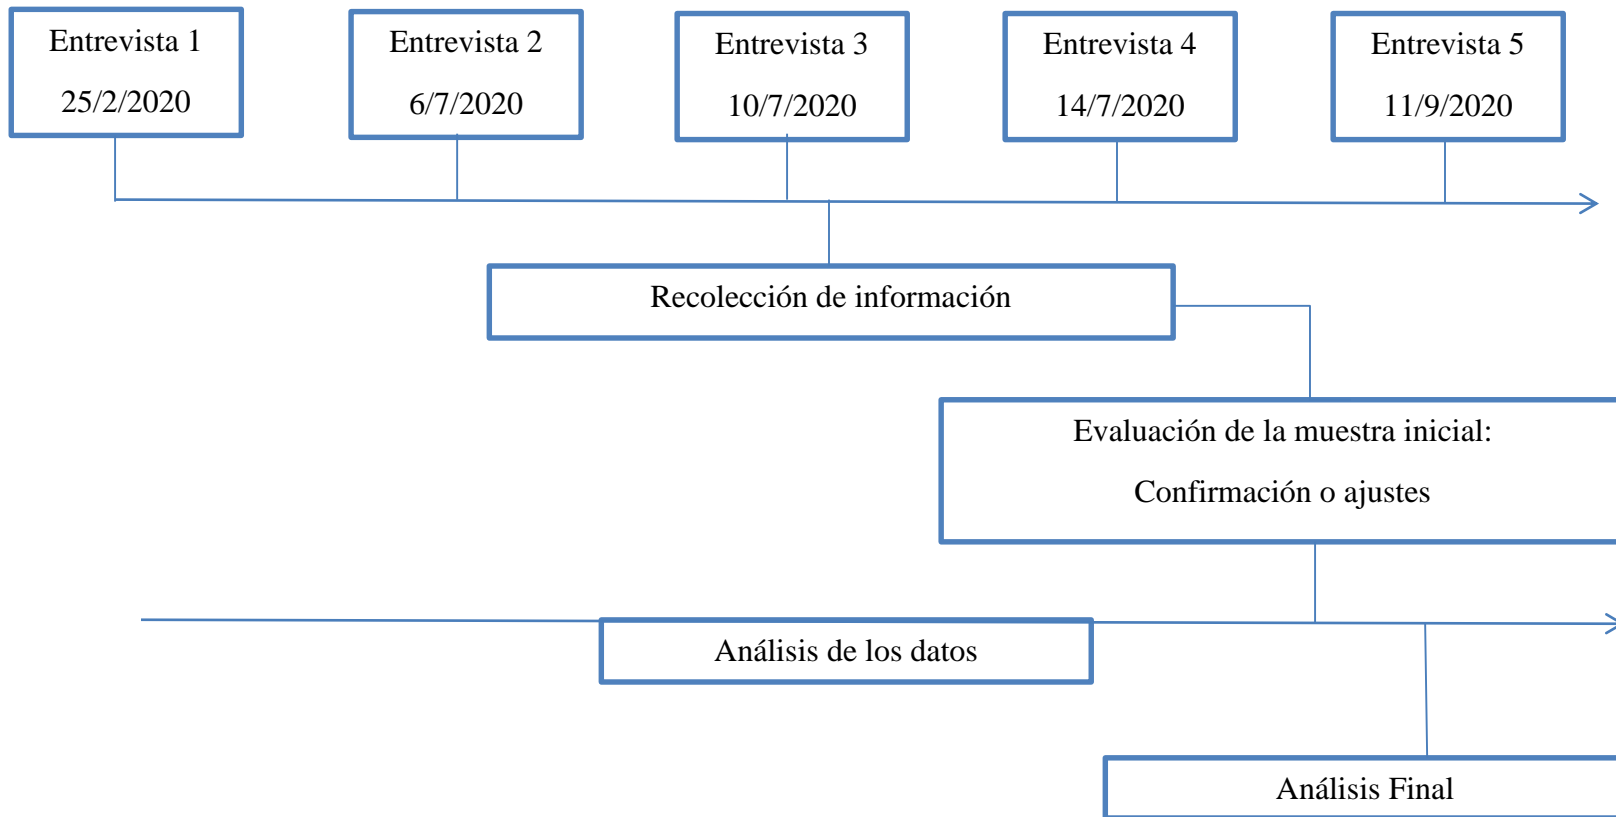 Entrevista 1
25/2/2020
Entrevista 2
6/7/2020
Entrevista 3
10/7/2020
Entrevista 4
14/7/2020
Entrevista 5
11/9/2020
Recolección de información
Evaluación de la muestra inicial:
Confirmación o ajustes
Análisis de los datos
Análisis Final